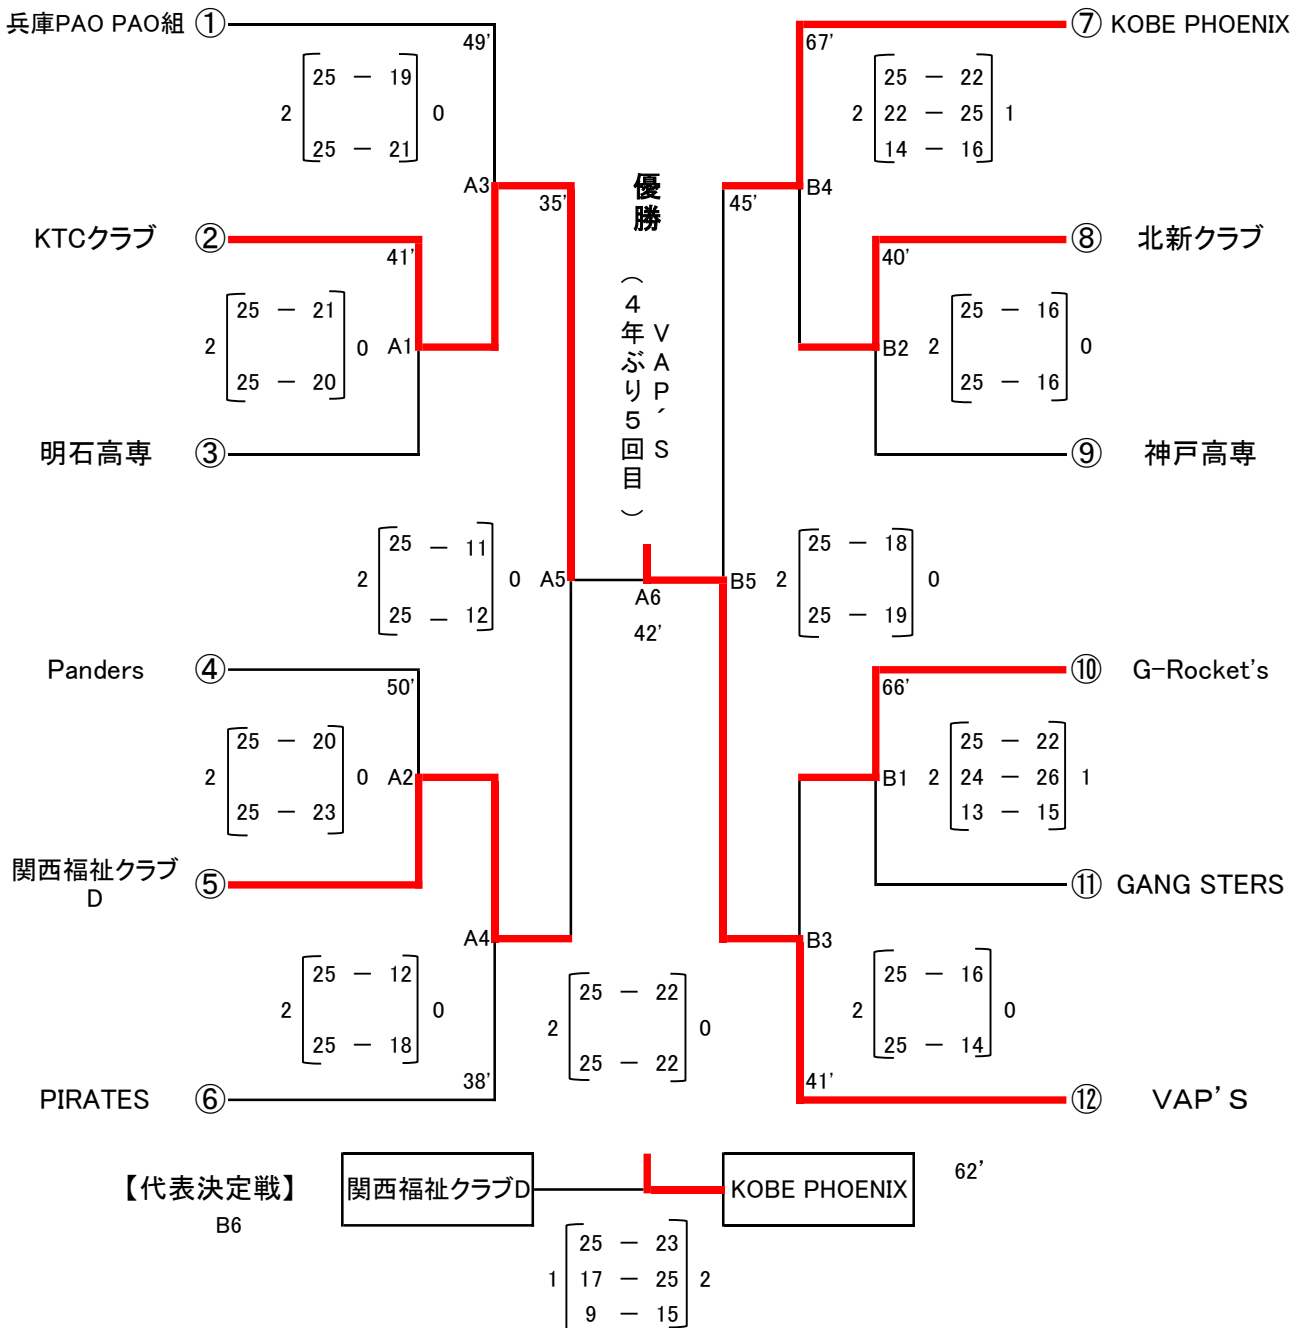 兵庫PAO PAO組 ①
⑦ KOBE PHOENIX
49'
67'
25 － 19
2 0
25 － 21
25 － 22
2 22 － 25 1
14 － 16
A3
35'
優勝
45'
B4
KTCクラブ ②
41'
⑧ 北新クラブ
40'
VAP´S
（4年ぶり5回目）
25 － 21
2 0 A1
25 － 20
25 － 16
B2 2 0
25 － 16
明石高専 ③
⑨ 神戸高専
25 － 11
2 0 A5
25 － 12
A6
42'
25 － 18
B5 2 0
25 － 19
Panders ④
50'
⑩ G-Rocket's
66'
25 － 20
2 0 A2
25 － 23
25 － 22
B1 2 24 － 26 1
13 － 15
関西福祉クラブ
D ⑤
⑪ GANG STERS
A4
B3
25 － 12
2 0
25 － 18
25 － 22
2 0
25 － 22
25 － 16
2 0
25 － 14
38'
41'
PIRATES ⑥
⑫ VAP'S
【代表決定戦】
B6
関西福祉クラブD
KOBE PHOENIX
62'
25 － 23
1 17 － 25 2
9 － 15